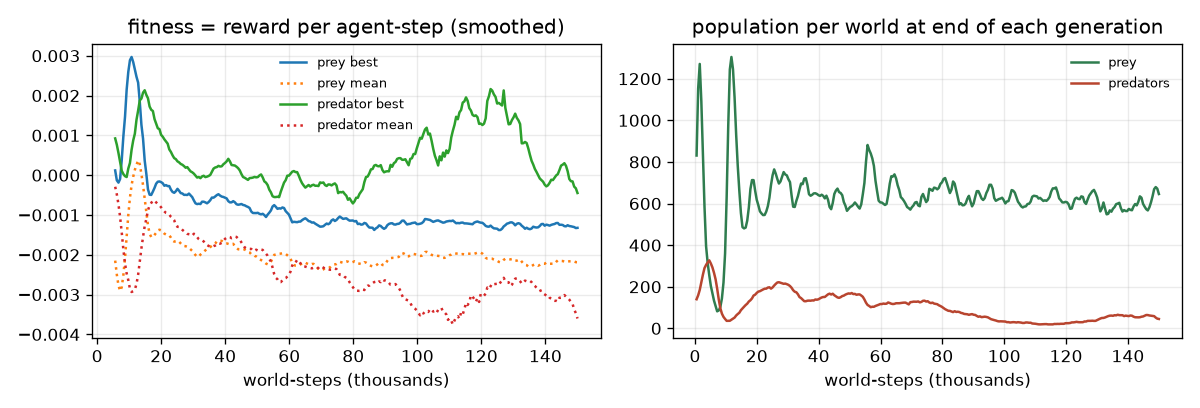 fitness = reward per agent-step (smoothed)
0.003
0.002
0.001
0.000
−0.001
−0.002
−0.003
−0.004
prey best
prey mean
predator best
predator mean
0 20 40 60 80 100 120 140
world-steps (thousands)
population per world at end of each generation
1200
1000
800
600
400
200
0
prey
predators
0 20 40 60 80 100 120 140
world-steps (thousands)